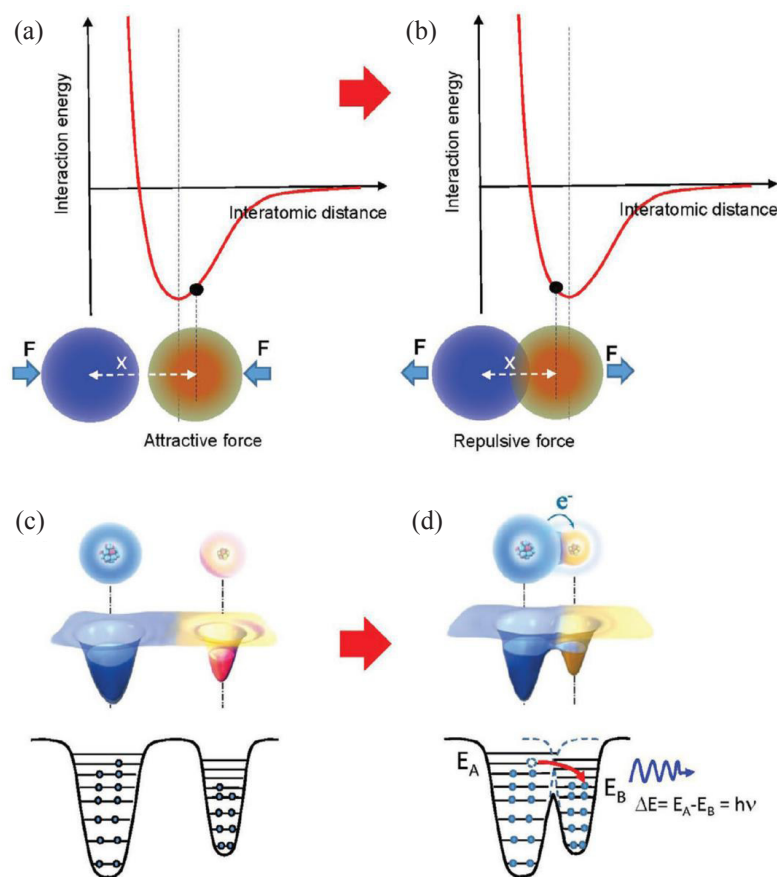 (a)
Interaction energy
Interatomic distance
F
X
F
Attractive force
(b)
Interaction energy
Interatomic distance
F
X
F
Repulsive force
(c)
(d)
e-
E_A
E_B
ΔE= E_A-E_B = hν